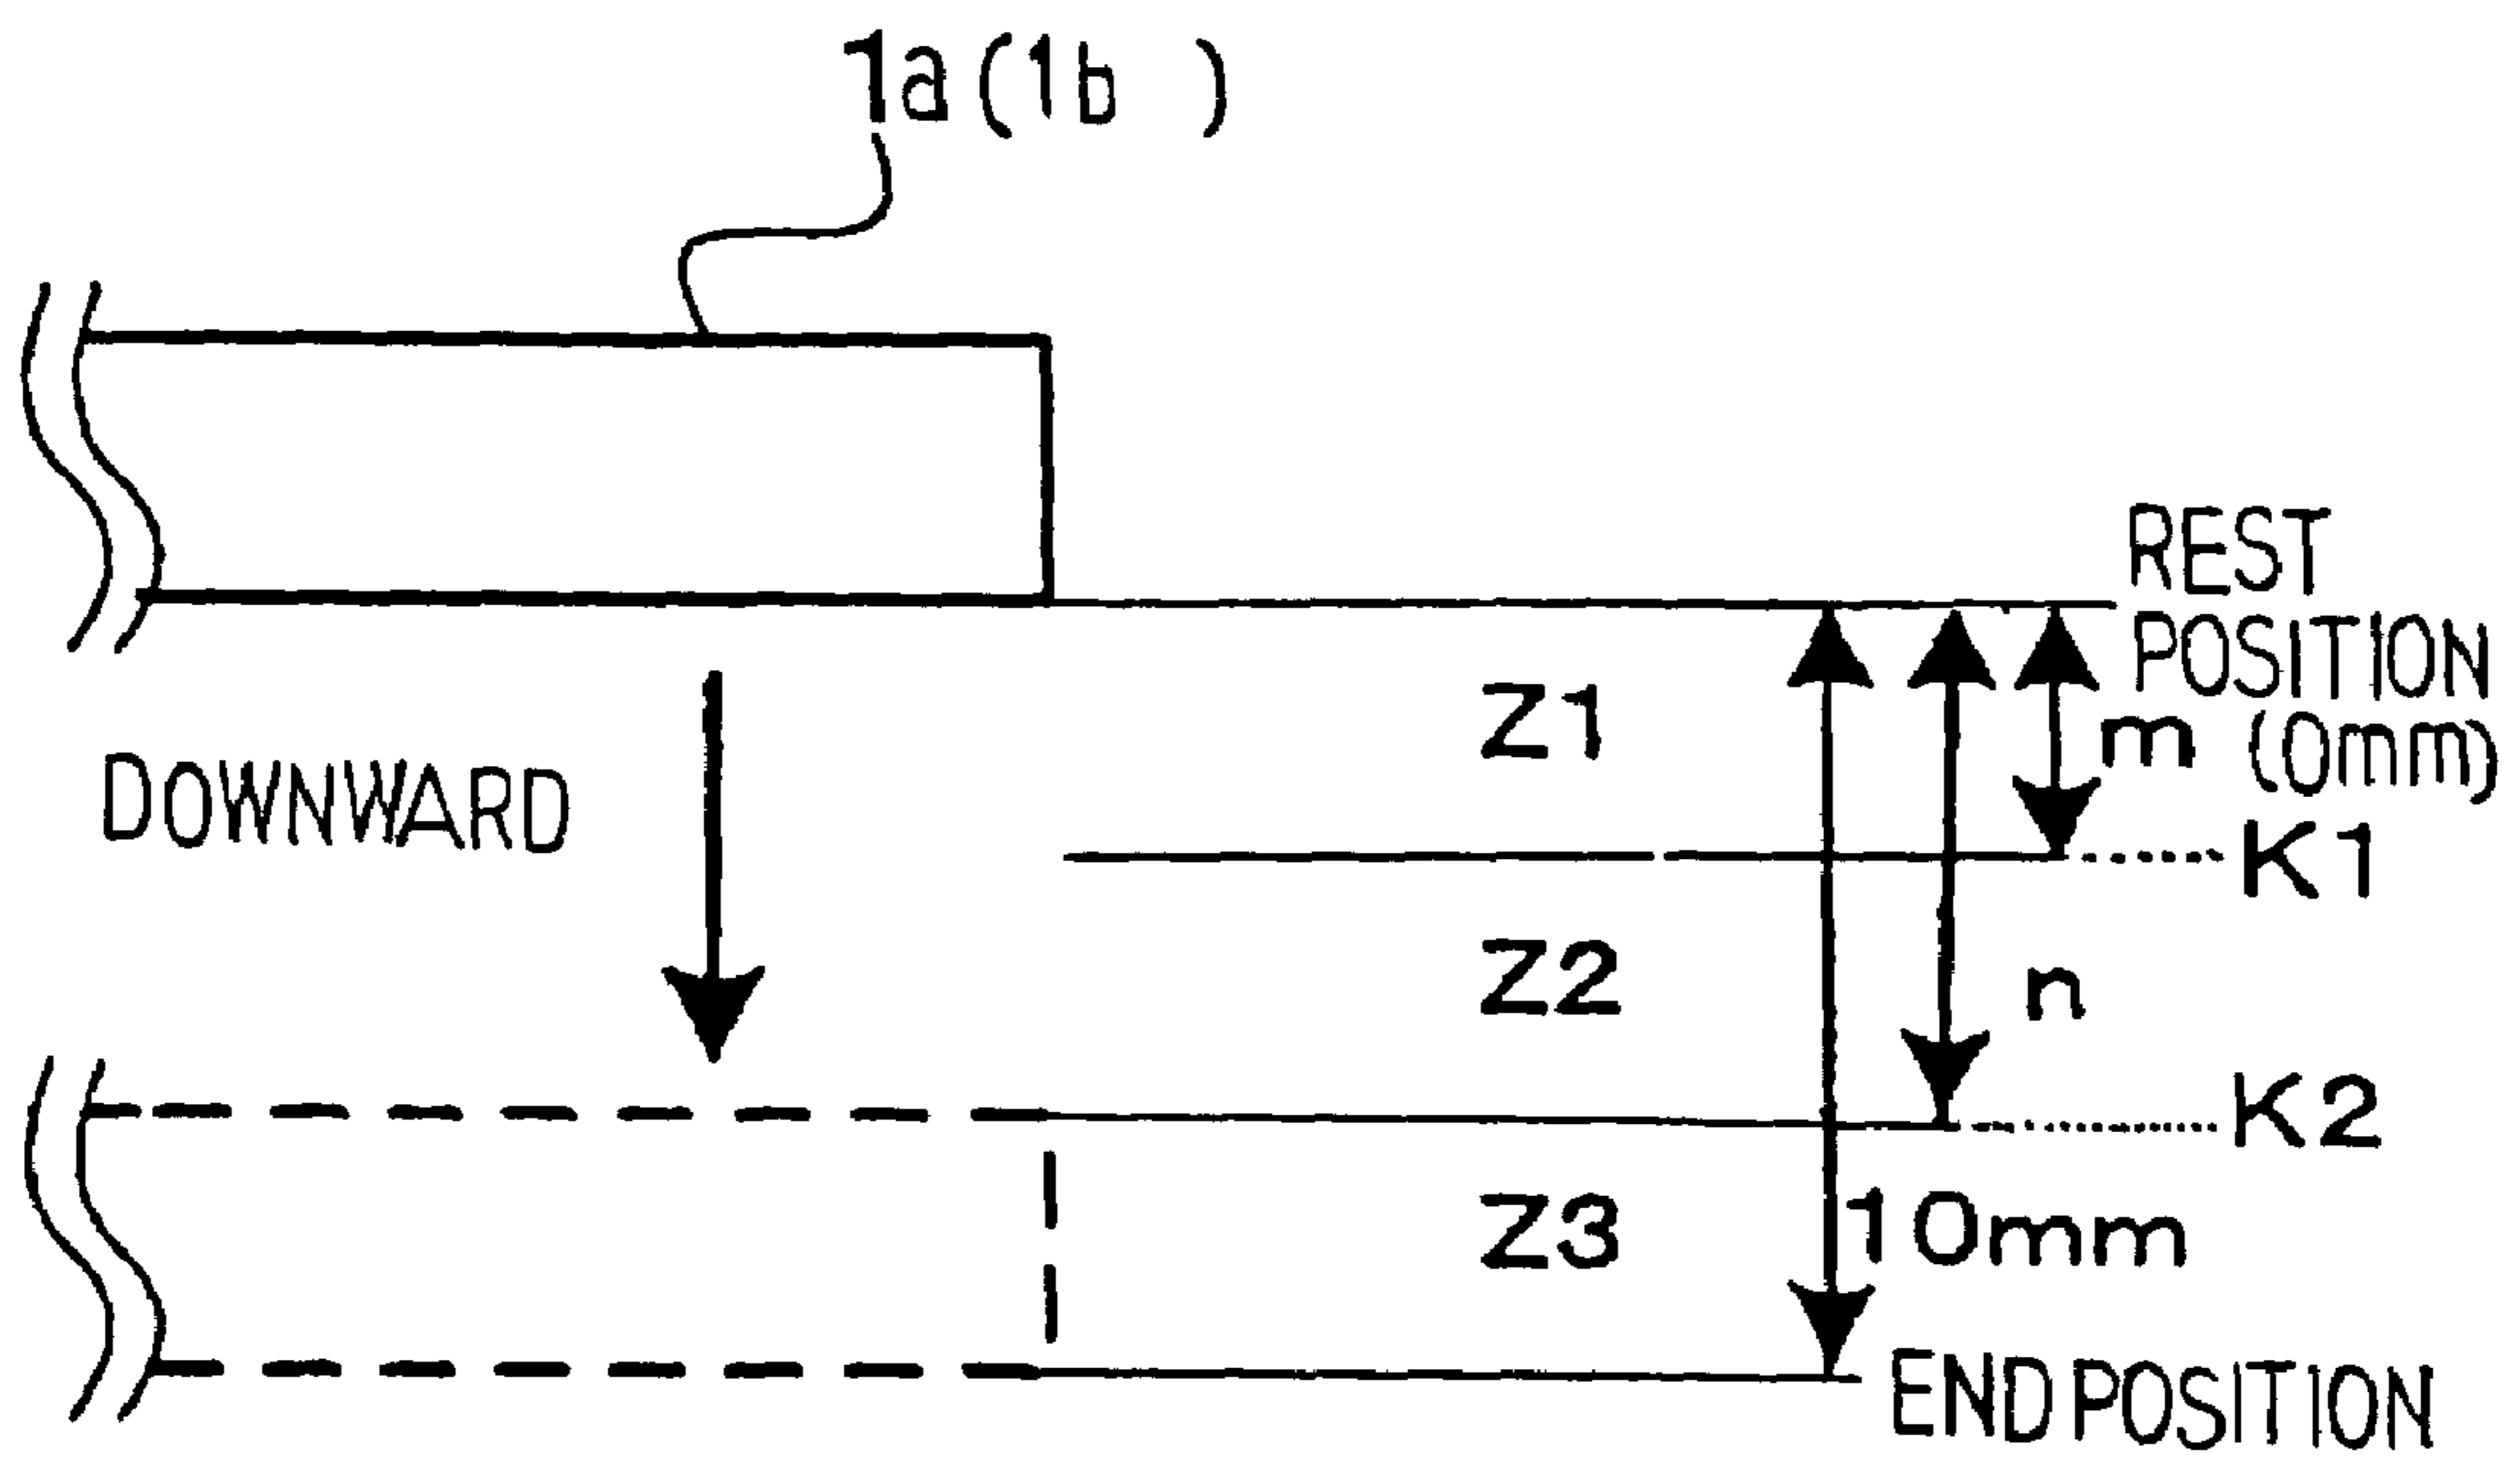 1a(1b )
REST
POSITION
Z1
m (0mm)
DOWNWARD
K1
Z2
n
K2
Z3
10mm
END POSITION